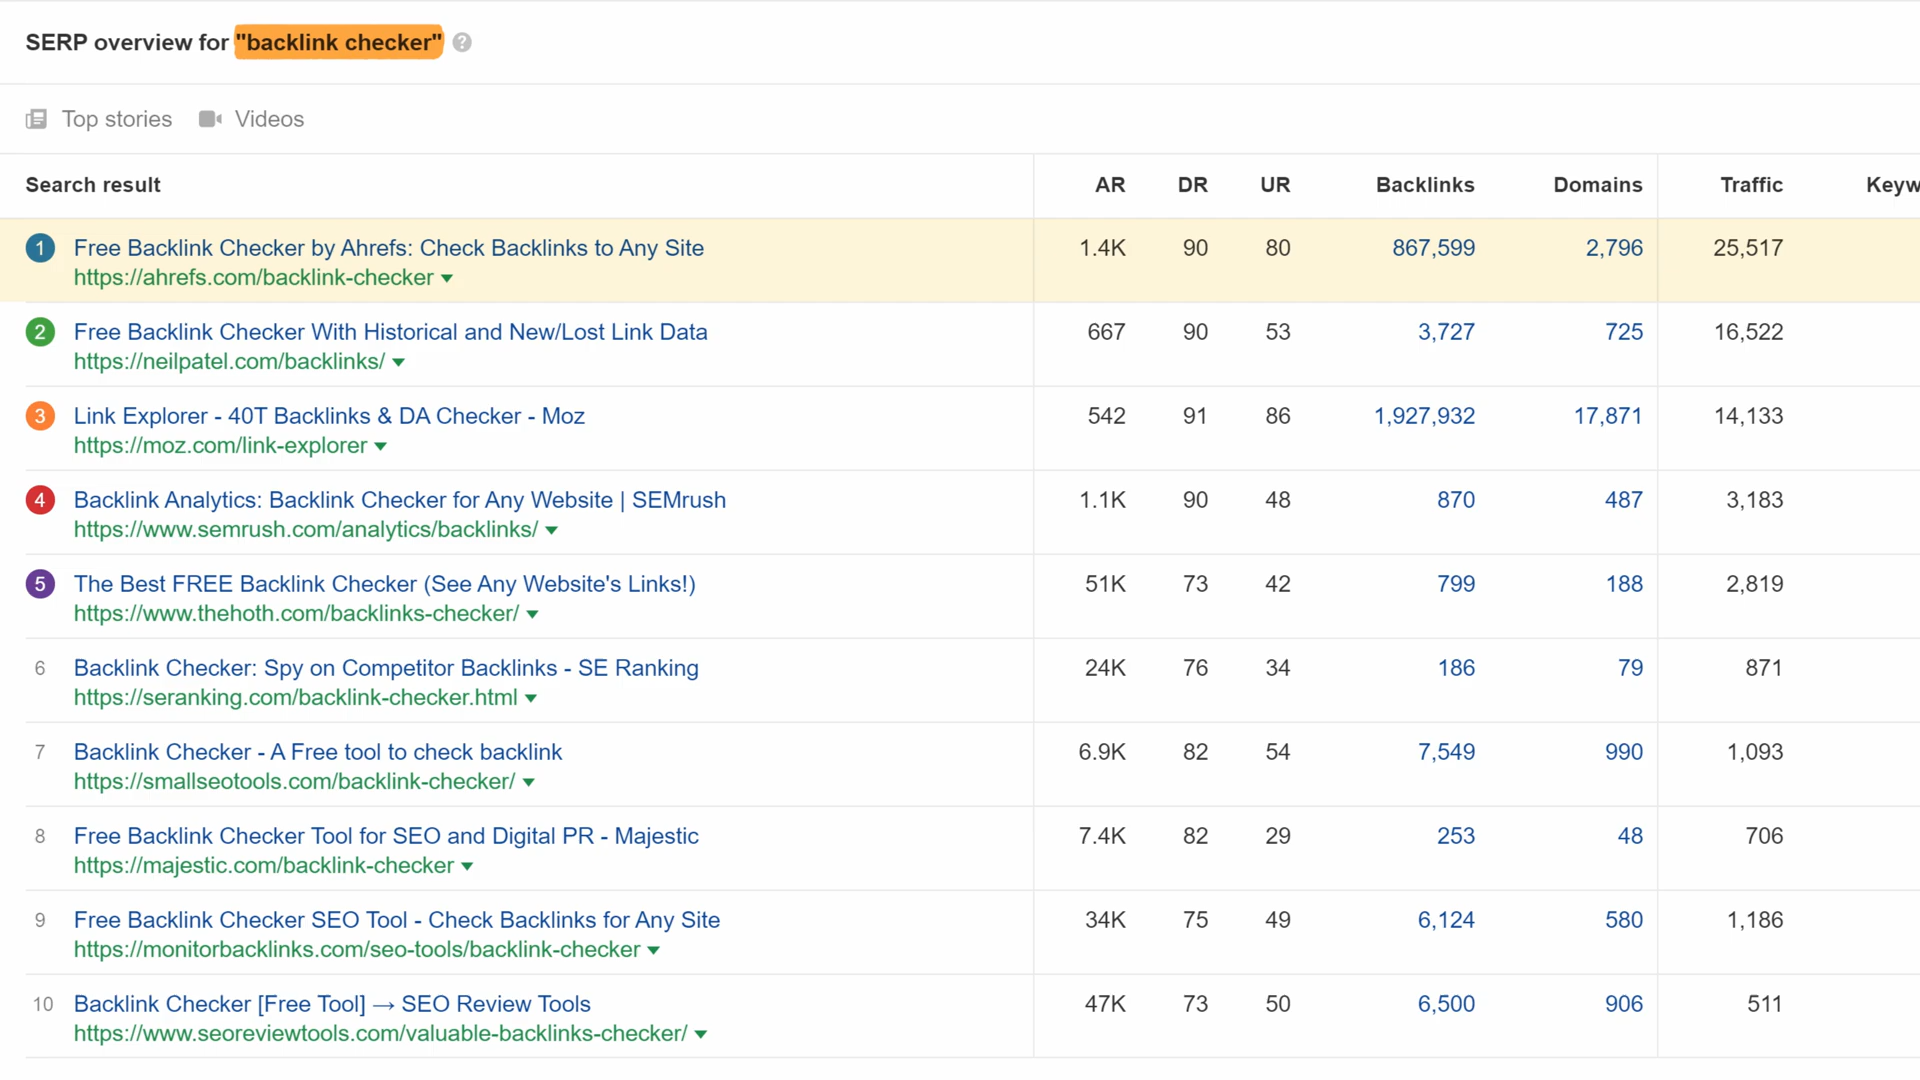 SERP overview for "backlink checker" ?
Top stories Videos
Search result AR DR UR Backlinks Domains Traffic Keyw
1 Free Backlink Checker by Ahrefs: Check Backlinks to Any Site 1.4K 90 80 867,599 2,796 25,517
https://ahrefs.com/backlink-checker
2 Free Backlink Checker With Historical and New/Lost Link Data 667 90 53 3,727 725 16,522
https://neilpatel.com/backlinks/
3 Link Explorer - 40T Backlinks & DA Checker - Moz 542 91 86 1,927,932 17,871 14,133
https://moz.com/link-explorer
4 Backlink Analytics: Backlink Checker for Any Website | SEMrush 1.1K 90 48 870 487 3,183
https://www.semrush.com/analytics/backlinks/
5 The Best FREE Backlink Checker (See Any Website's Links!) 51K 73 42 799 188 2,819
https://www.thehoth.com/backlinks-checker/
6 Backlink Checker: Spy on Competitor Backlinks - SE Ranking 24K 76 34 186 79 871
https://seranking.com/backlink-checker.html
7 Backlink Checker - A Free tool to check backlink 6.9K 82 54 7,549 990 1,093
https://smallseotools.com/backlink-checker/
8 Free Backlink Checker Tool for SEO and Digital PR - Majestic 7.4K 82 29 253 48 706
https://majestic.com/backlink-checker
9 Free Backlink Checker SEO Tool - Check Backlinks for Any Site 34K 75 49 6,124 580 1,186
https://monitorbacklinks.com/seo-tools/backlink-checker
10 Backlink Checker [Free Tool] → SEO Review Tools 47K 73 50 6,500 906 511
https://www.seoreviewtools.com/valuable-backlinks-checker/